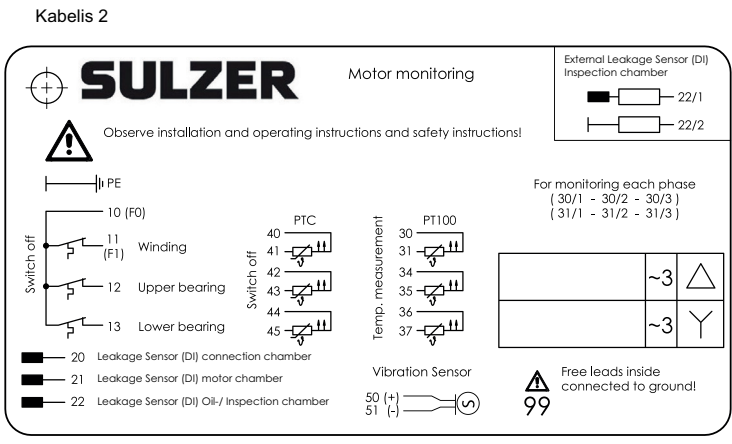 Kabelis 2
SULZER
Motor monitoring
External Leakage Sensor (DI)
Inspection chamber
22/1
22/2
Observe installation and operating instructions and safety instructions!
PE
For monitoring each phase
( 30/1 - 30/2 - 30/3 )
( 31/1 - 31/2 - 31/3 )
Switch off
10 (F0)
11
(F1)
Winding
12 Upper bearing
13 Lower bearing
Switch off
PTC
40
41
42
43
44
45
Temp. measurement
PT100
30
31
34
35
36
37
~3
~3
20 Leakage Sensor (DI) connection chamber
21 Leakage Sensor (DI) motor chamber
22 Leakage Sensor (DI) Oil-/ Inspection chamber
Vibration Sensor
50 (+)
51 (-)
99
Free leads inside
connected to ground!